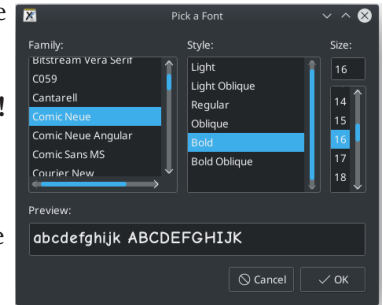 e
!
e
Pick a Font
Family:
Style:
Size:
Bitstream Vera Serif
C059
Cantarell
Comic Neue
Comic Neue Angular
Comic Sans MS
Courier New
Light
Light Oblique
Regular
Oblique
Bold
Bold Oblique
16
14
15
16
17
18
Preview:
abcdefghijk ABCDEFGHIJK
Cancel
OK